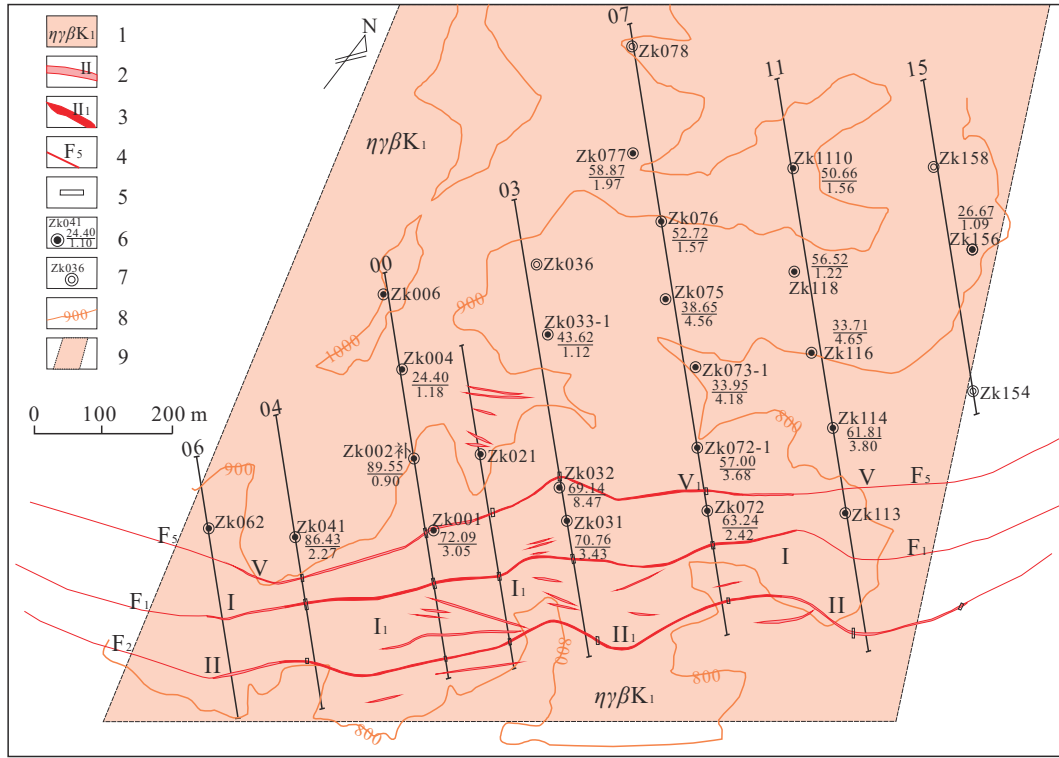 ηγβK₁ 1
II 2
II₁ 3
F₅ 4
5
Zk041 24.40 1.10 6
Zk036 7
900 8
9
0 100 200 m
N
ηγβK₁
07
Zk078
11
15
Zk077
58.87
1.97
Zk1110
50.66
1.56
Zk158
03
Zk076
52.72
1.57
26.67
1.09
Zk156
00
Zk036
56.52
1.22
Zk118
Zk006
900
Zk075
38.65
4.56
1000
Zk033-1
43.62
1.12
33.71
4.65
Zk116
Zk004
24.40
1.18
Zk073-1
33.95
4.18
Zk154
04
800
Zk114
61.81
3.80
06
Zk002补
89.55
0.90
Zk021
Zk072-1
57.00
3.68
900
Zk032
69.14
8.47
V₁
V
F₅
Zk062
Zk041
86.43
2.27
Zk001
72.09
3.05
Zk031
70.76
3.43
Zk072
63.24
2.42
Zk113
F₅
V
I
F₁
F₁
I
I₁
I₁
II₁
II
F₂
II
800
800
ηγβK₁
800